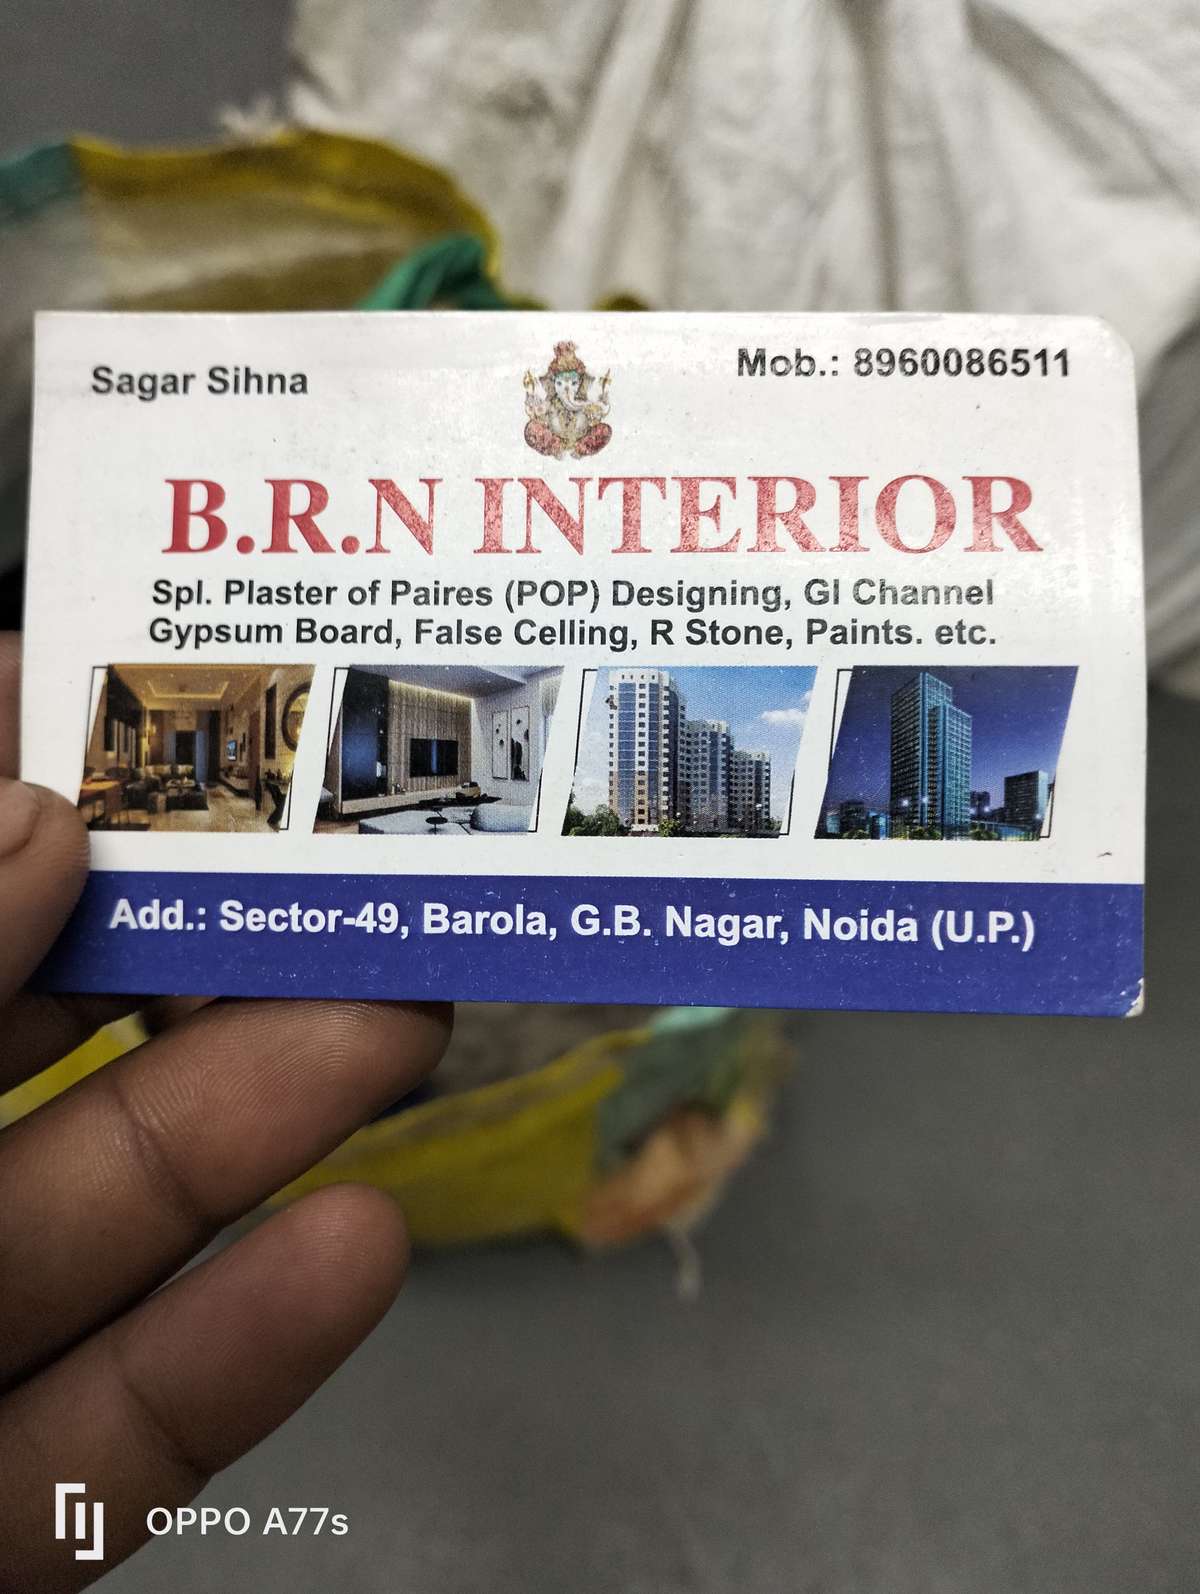 Sagar Sihna
Mob.: 8960086511
B.R.N INTERIOR
Spl. Plaster of Paires (POP) Designing, GI Channel
Gypsum Board, False Celling, R Stone, Paints. etc.
Add.: Sector-49, Barola, G.B. Nagar, Noida (U.P.)
OPPO A77s